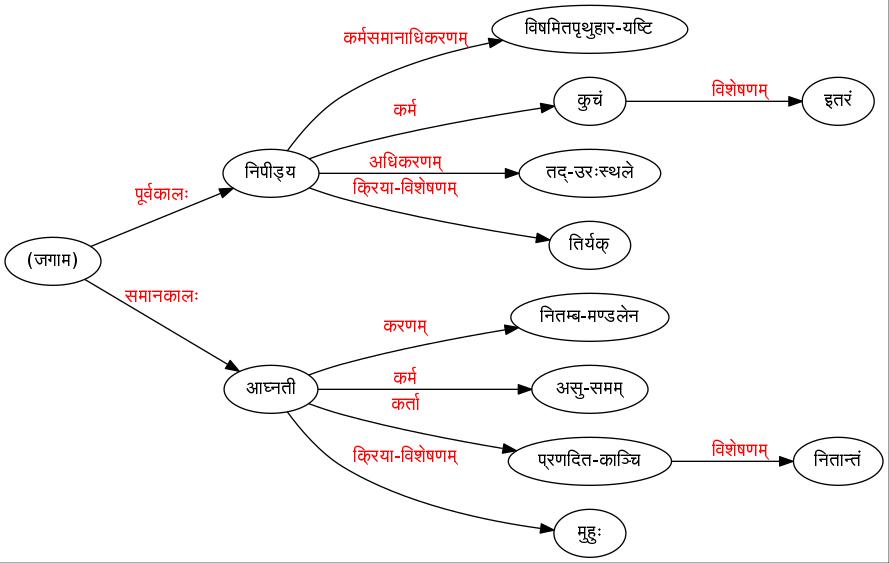 विषमितपृथुहार-यष्टि
कर्मसमानाधिकरणम्
कुचं
विशेषणम्
इतरं
कर्म
निपीड्य
अधिकरणम्
तद्-उरःस्थले
क्रिया-विशेषणम्
पूर्वकालः
तिर्यक्
(जगाम)
समानकालः
नितम्ब-मण्डलेन
करणम्
आघ्नती
कर्म
असु-समम्
कर्ता
प्रणदित-काञ्चि
विशेषणम्
नितान्तं
क्रिया-विशेषणम्
मुहुः